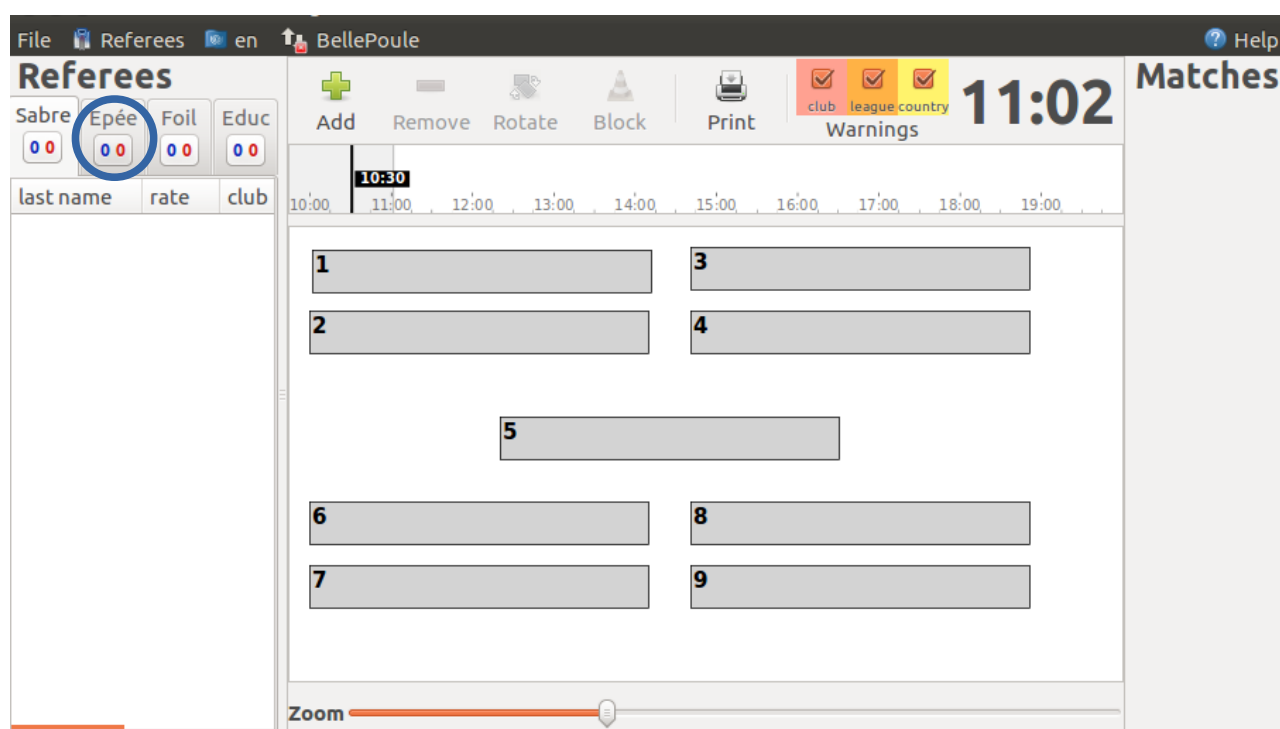 File Referees en BellePoule Help
Referees
Sabre Epée Foil Educ
0 0 0 0 0 0 0 0
last name rate club
Add Remove Rotate Block Print
club league country
Warnings
11:02
10:30
10:00 11:00 12:00 13:00 14:00 15:00 16:00 17:00 18:00 19:00
1 3
2 4
5
6 8
7 9
Zoom
Matches